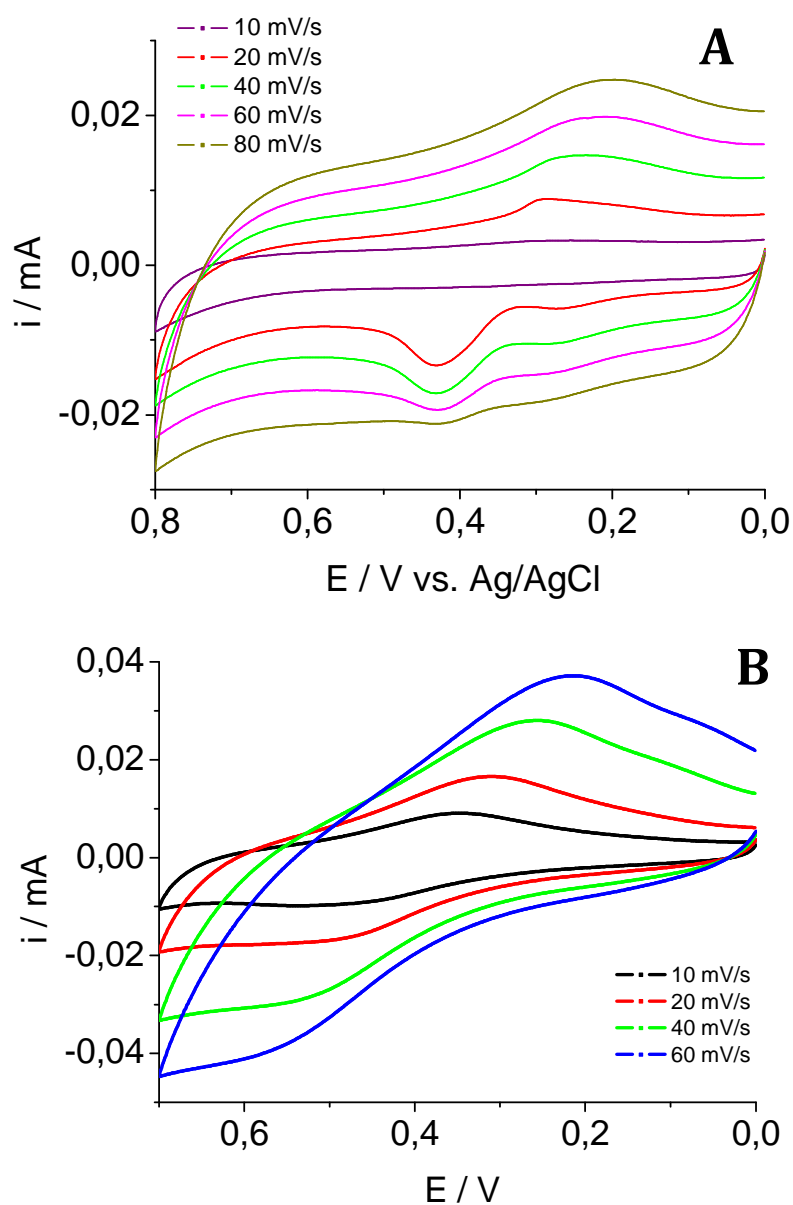 10 mV/s
20 mV/s
40 mV/s
60 mV/s
80 mV/s
A
0,02
0,00
-0,02
i / mA
0,8 0,6 0,4 0,2 0,0
E / V vs. Ag/AgCl
B
0,04
0,02
0,00
-0,02
-0,04
i / mA
10 mV/s
20 mV/s
40 mV/s
60 mV/s
0,6 0,4 0,2 0,0
E / V